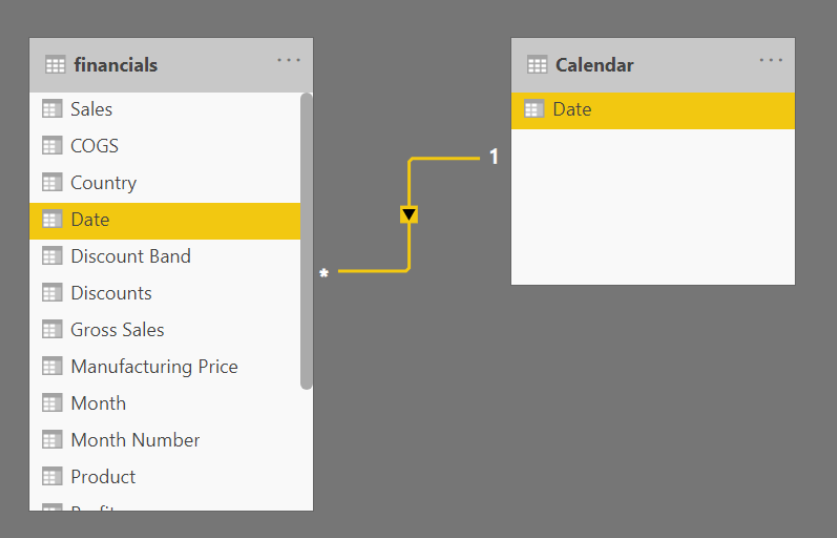 financials
Sales
COGS
Country
Date
Discount Band
Discounts
Gross Sales
Manufacturing Price
Month
Month Number
Product
*
1
Calendar
Date